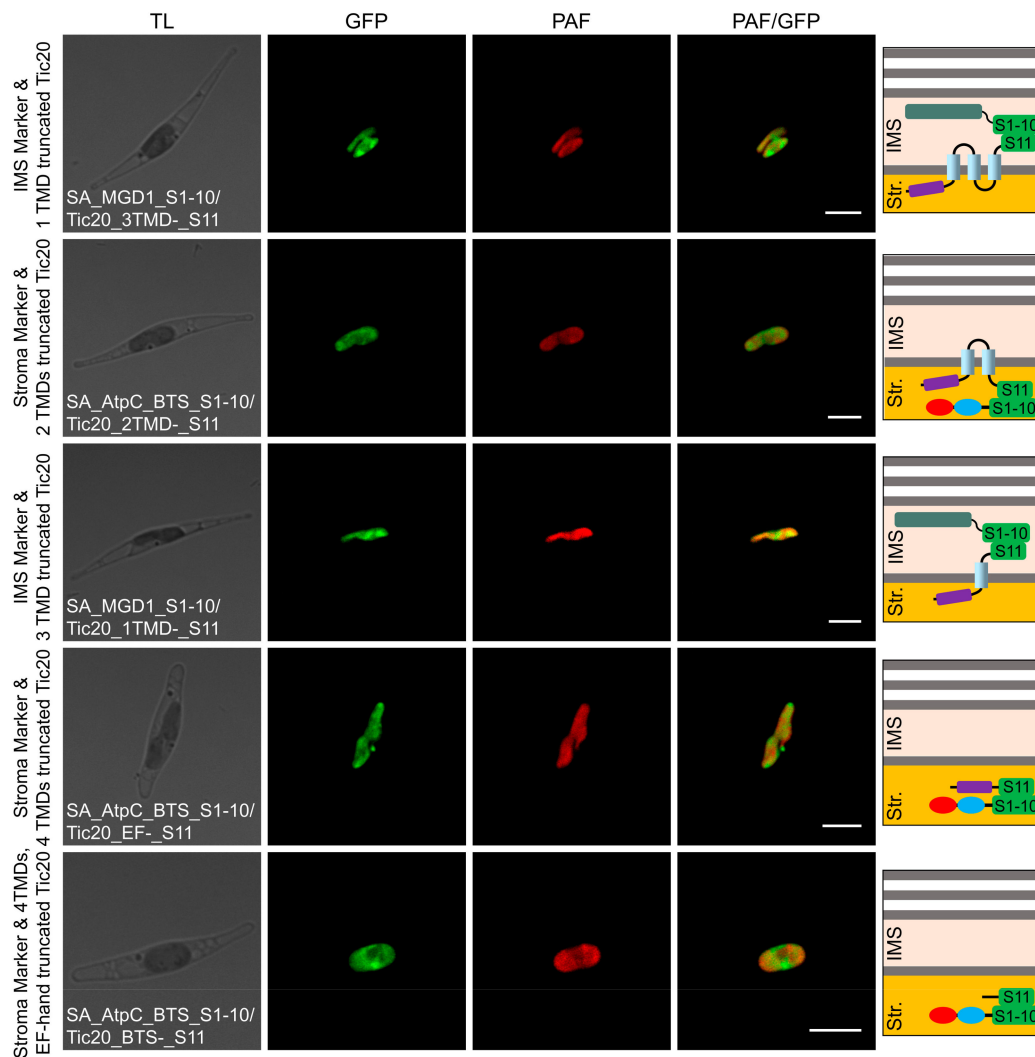 TL
GFP
PAF
PAF/GFP
IMS Marker &
1 TMD truncated Tic20
SA_MGD1_S1-10/
Tic20_3TMD-_S11
IMS
Str.
S1-10
S11
Stroma Marker &
2 TMDs truncated Tic20
SA_AtpC_BTS_S1-10/
Tic20_2TMD-_S11
IMS
Str.
S11
S1-10
IMS Marker &
3 TMD truncated Tic20
SA_MGD1_S1-10/
Tic20_1TMD-_S11
IMS
Str.
S1-10
S11
Stroma Marker &
4 TMDs truncated Tic20
SA_AtpC_BTS_S1-10/
Tic20_EF-_S11
IMS
Str.
S11
S1-10
Stroma Marker & 4TMDs,
EF-hand truncated Tic20
SA_AtpC_BTS_S1-10/
Tic20_BTS-_S11
IMS
Str.
S11
S1-10